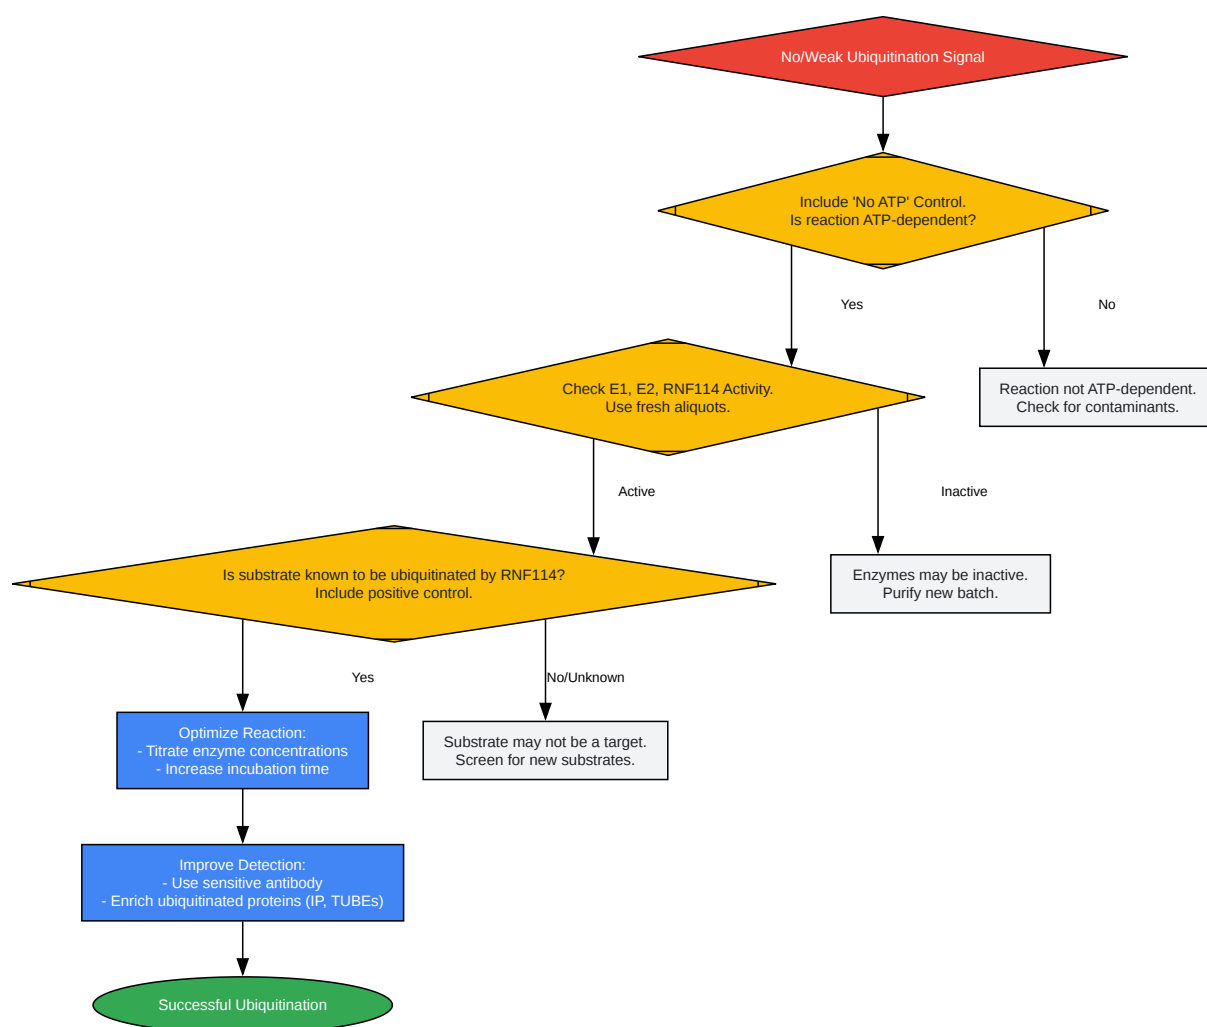 No/Weak Ubiquitination Signal
Include 'No ATP' Control.
Is reaction ATP-dependent?
Yes
No
Check E1, E2, RNF114 Activity.
Use fresh aliquots.
Reaction not ATP-dependent.
Check for contaminants.
Active
Inactive
Is substrate known to be ubiquitinated by RNF114?
Include positive control.
Enzymes may be inactive.
Purify new batch.
Yes
No/Unknown
Optimize Reaction:
- Titrate enzyme concentrations
- Increase incubation time
Substrate may not be a target.
Screen for new substrates.
Improve Detection:
- Use sensitive antibody
- Enrich ubiquitinated proteins (IP, TUBEs)
Successful Ubiquitination